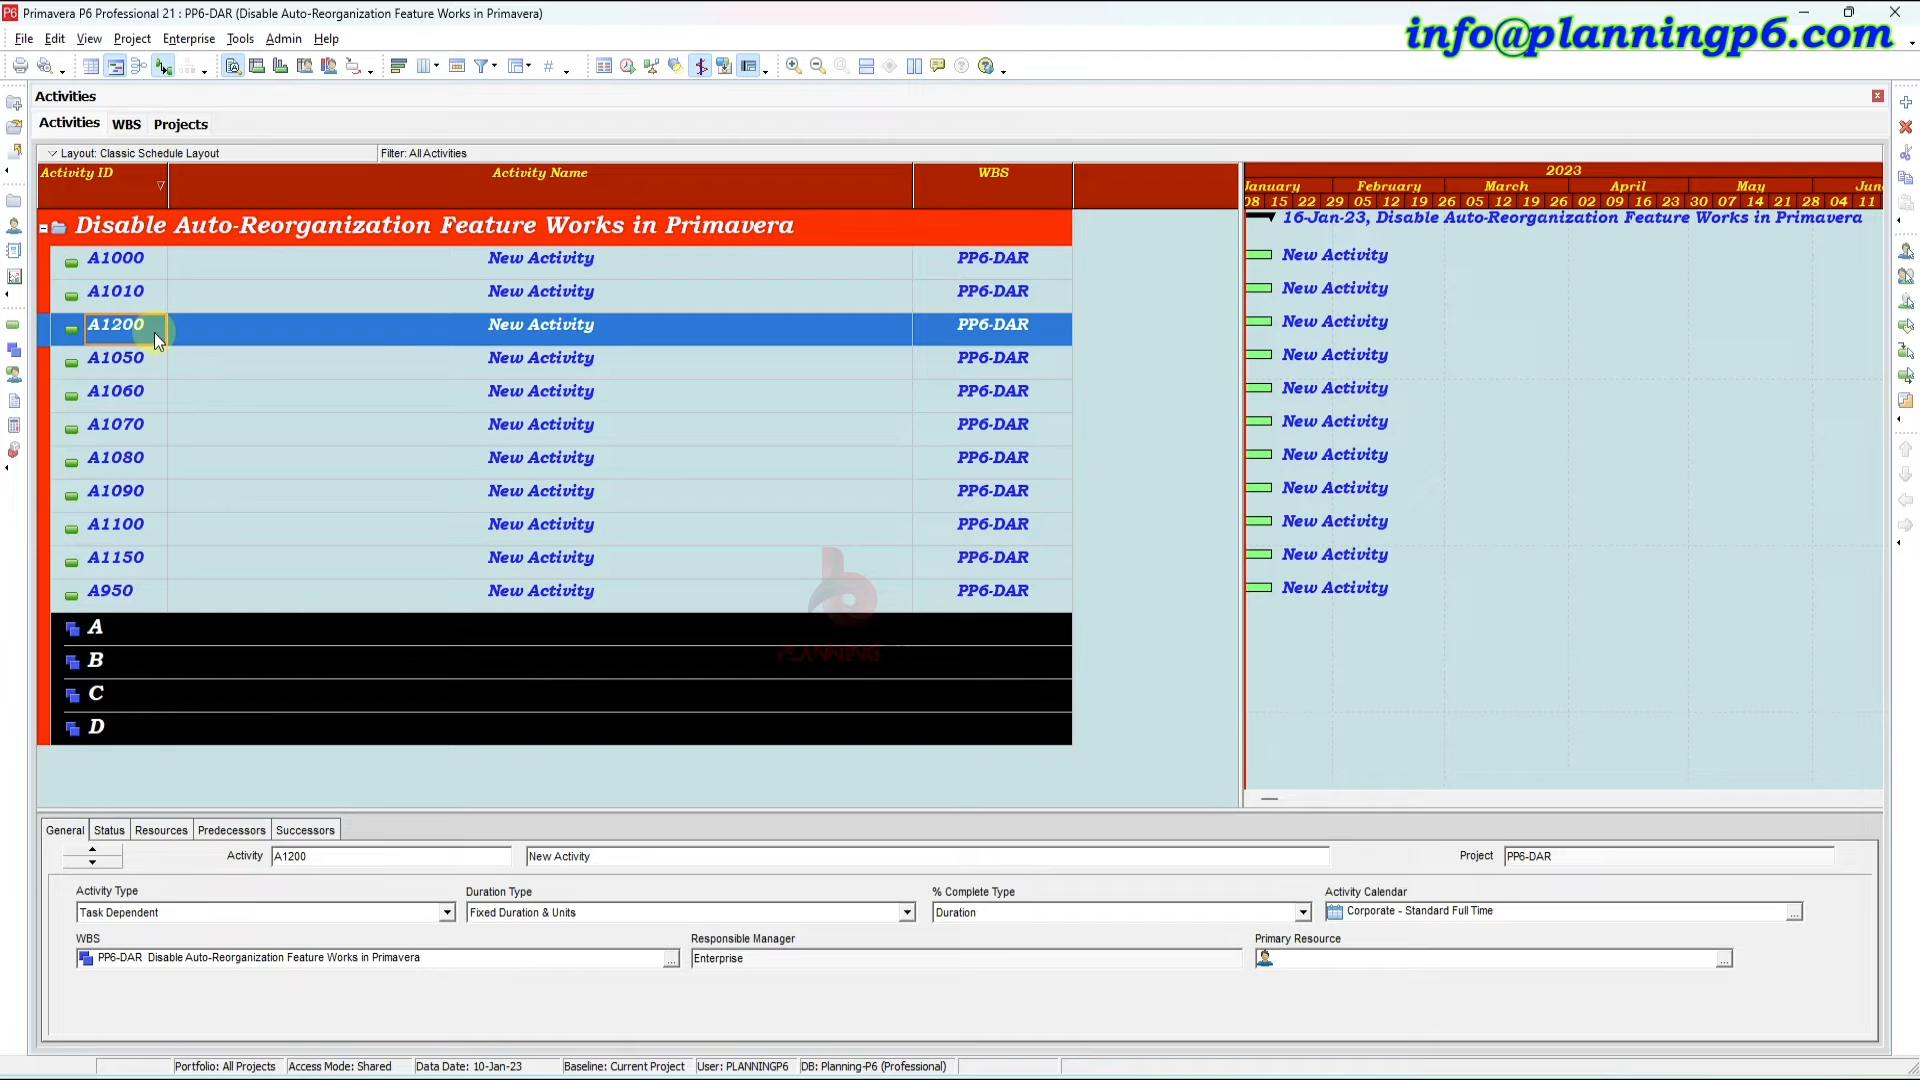 P6 Primavera P6 Professional 21 : PP6-DAR (Disable Auto-Reorganization Feature Works in Primavera)
info@planningp6.com
File Edit View Project Enterprise Tools Admin Help
Activities
Activities WBS Projects
Layout: Classic Schedule Layout Filter: All Activities
Activity ID Activity Name WBS 2023
January February March April May June
08 15 22 29 05 12 19 26 05 12 19 26 02 09 16 23 30 07 14 21 28 04 11
Disable Auto-Reorganization Feature Works in Primavera 16-Jan-23, Disable Auto-Reorganization Feature Works in Primavera
A1000 New Activity PP6-DAR New Activity
A1010 New Activity PP6-DAR New Activity
A1200 New Activity PP6-DAR New Activity
A1050 New Activity PP6-DAR New Activity
A1060 New Activity PP6-DAR New Activity
A1070 New Activity PP6-DAR New Activity
A1080 New Activity PP6-DAR New Activity
A1090 New Activity PP6-DAR New Activity
A1100 New Activity PP6-DAR New Activity
A1150 New Activity PP6-DAR New Activity
A950 New Activity PP6-DAR New Activity
A
PLANNING
B
C
D
General Status Resources Predecessors Successors
Activity A1200 New Activity Project PP6-DAR
Activity Type Duration Type % Complete Type Activity Calendar
Task Dependent Fixed Duration & Units Duration Corporate - Standard Full Time
WBS Responsible Manager Primary Resource
PP6-DAR Disable Auto-Reorganization Feature Works in Primavera Enterprise
Portfolio: All Projects Access Mode: Shared Data Date: 10-Jan-23 Baseline: Current Project User: PLANNINGP6 DB: Planning-P6 (Professional)